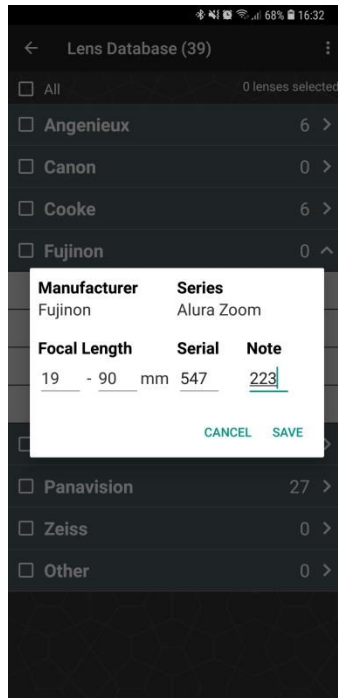 68% 16:32
Lens Database (39)
All 0 lenses selected
Angenieux 6
Canon 0
Cooke 6
Fujinon 0
Manufacturer Series
Fujinon Alura Zoom
Focal Length Serial Note
19 - 90 mm 547 223
CANCEL SAVE
Panavision 27
Zeiss 0
Other 0